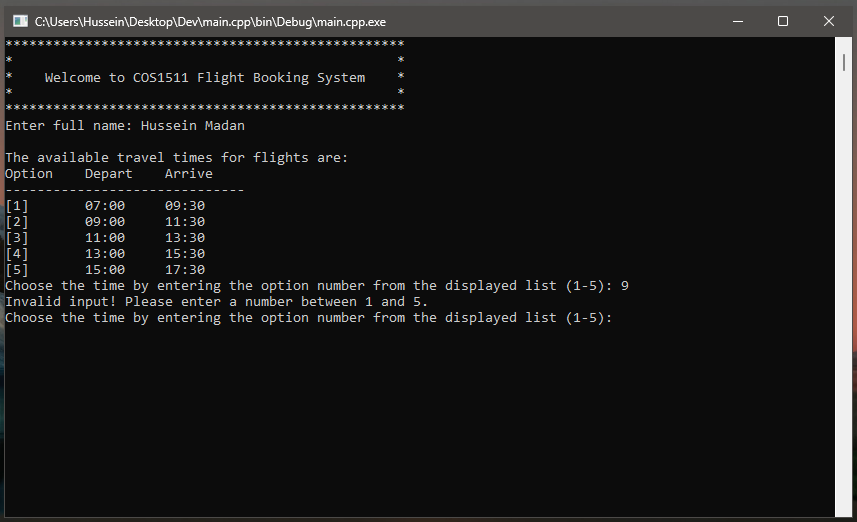 C:\Users\Hussein\Desktop\Dev\main.cpp\bin\Debug\main.cpp.exe
**************************************************
*                                                *
*    Welcome to COS1511 Flight Booking System    *
*                                                *
**************************************************
Enter full name: Hussein Madan

The available travel times for flights are:
Option    Depart    Arrive
------------------------------
[1]       07:00     09:30
[2]       09:00     11:30
[3]       11:00     13:30
[4]       13:00     15:30
[5]       15:00     17:30
Choose the time by entering the option number from the displayed list (1-5): 9
Invalid input! Please enter a number between 1 and 5.
Choose the time by entering the option number from the displayed list (1-5):